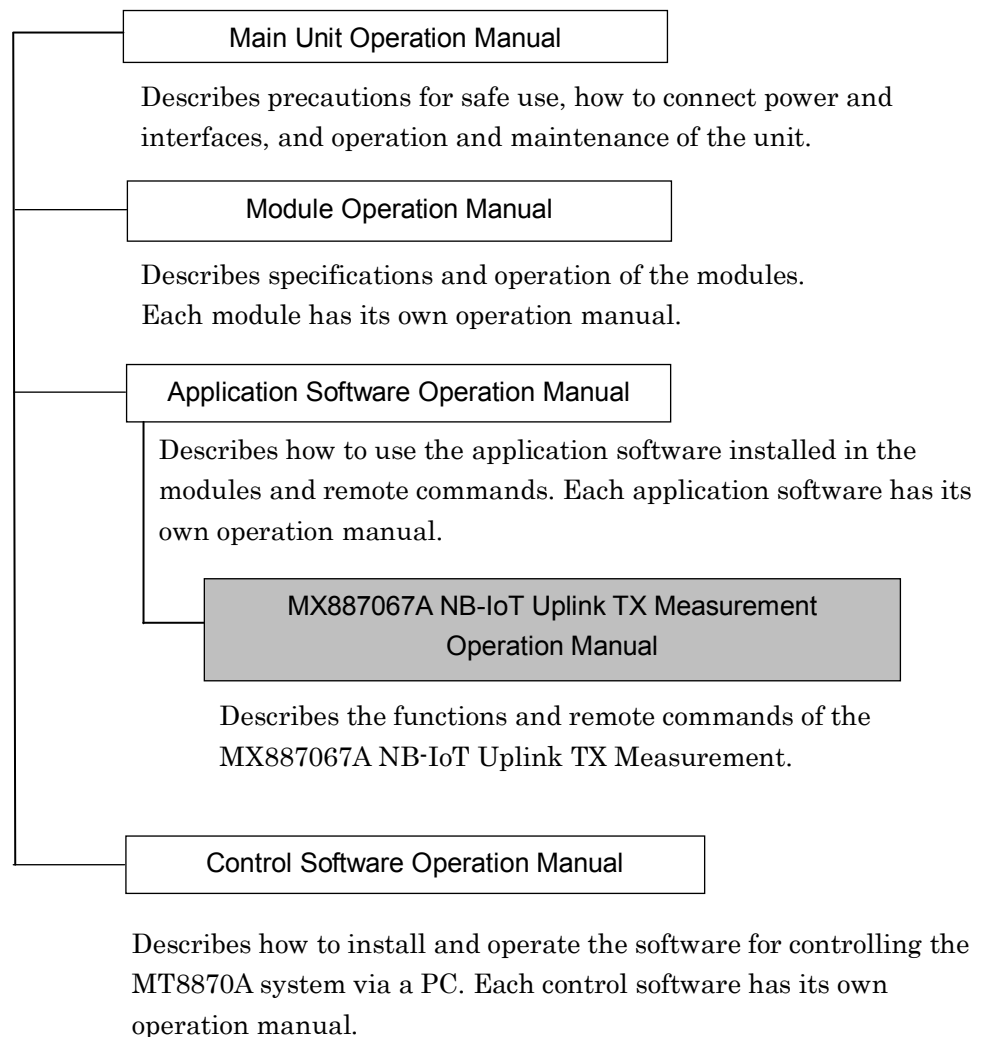 Main Unit Operation Manual
Describes precautions for safe use, how to connect power and
interfaces, and operation and maintenance of the unit.
Module Operation Manual
Describes specifications and operation of the modules.
Each module has its own operation manual.
Application Software Operation Manual
Describes how to use the application software installed in the
modules and remote commands. Each application software has its
own operation manual.
MX887067A NB-IoT Uplink TX Measurement
Operation Manual
Describes the functions and remote commands of the
MX887067A NB-IoT Uplink TX Measurement.
Control Software Operation Manual
Describes how to install and operate the software for controlling the
MT8870A system via a PC. Each control software has its own
operation manual.